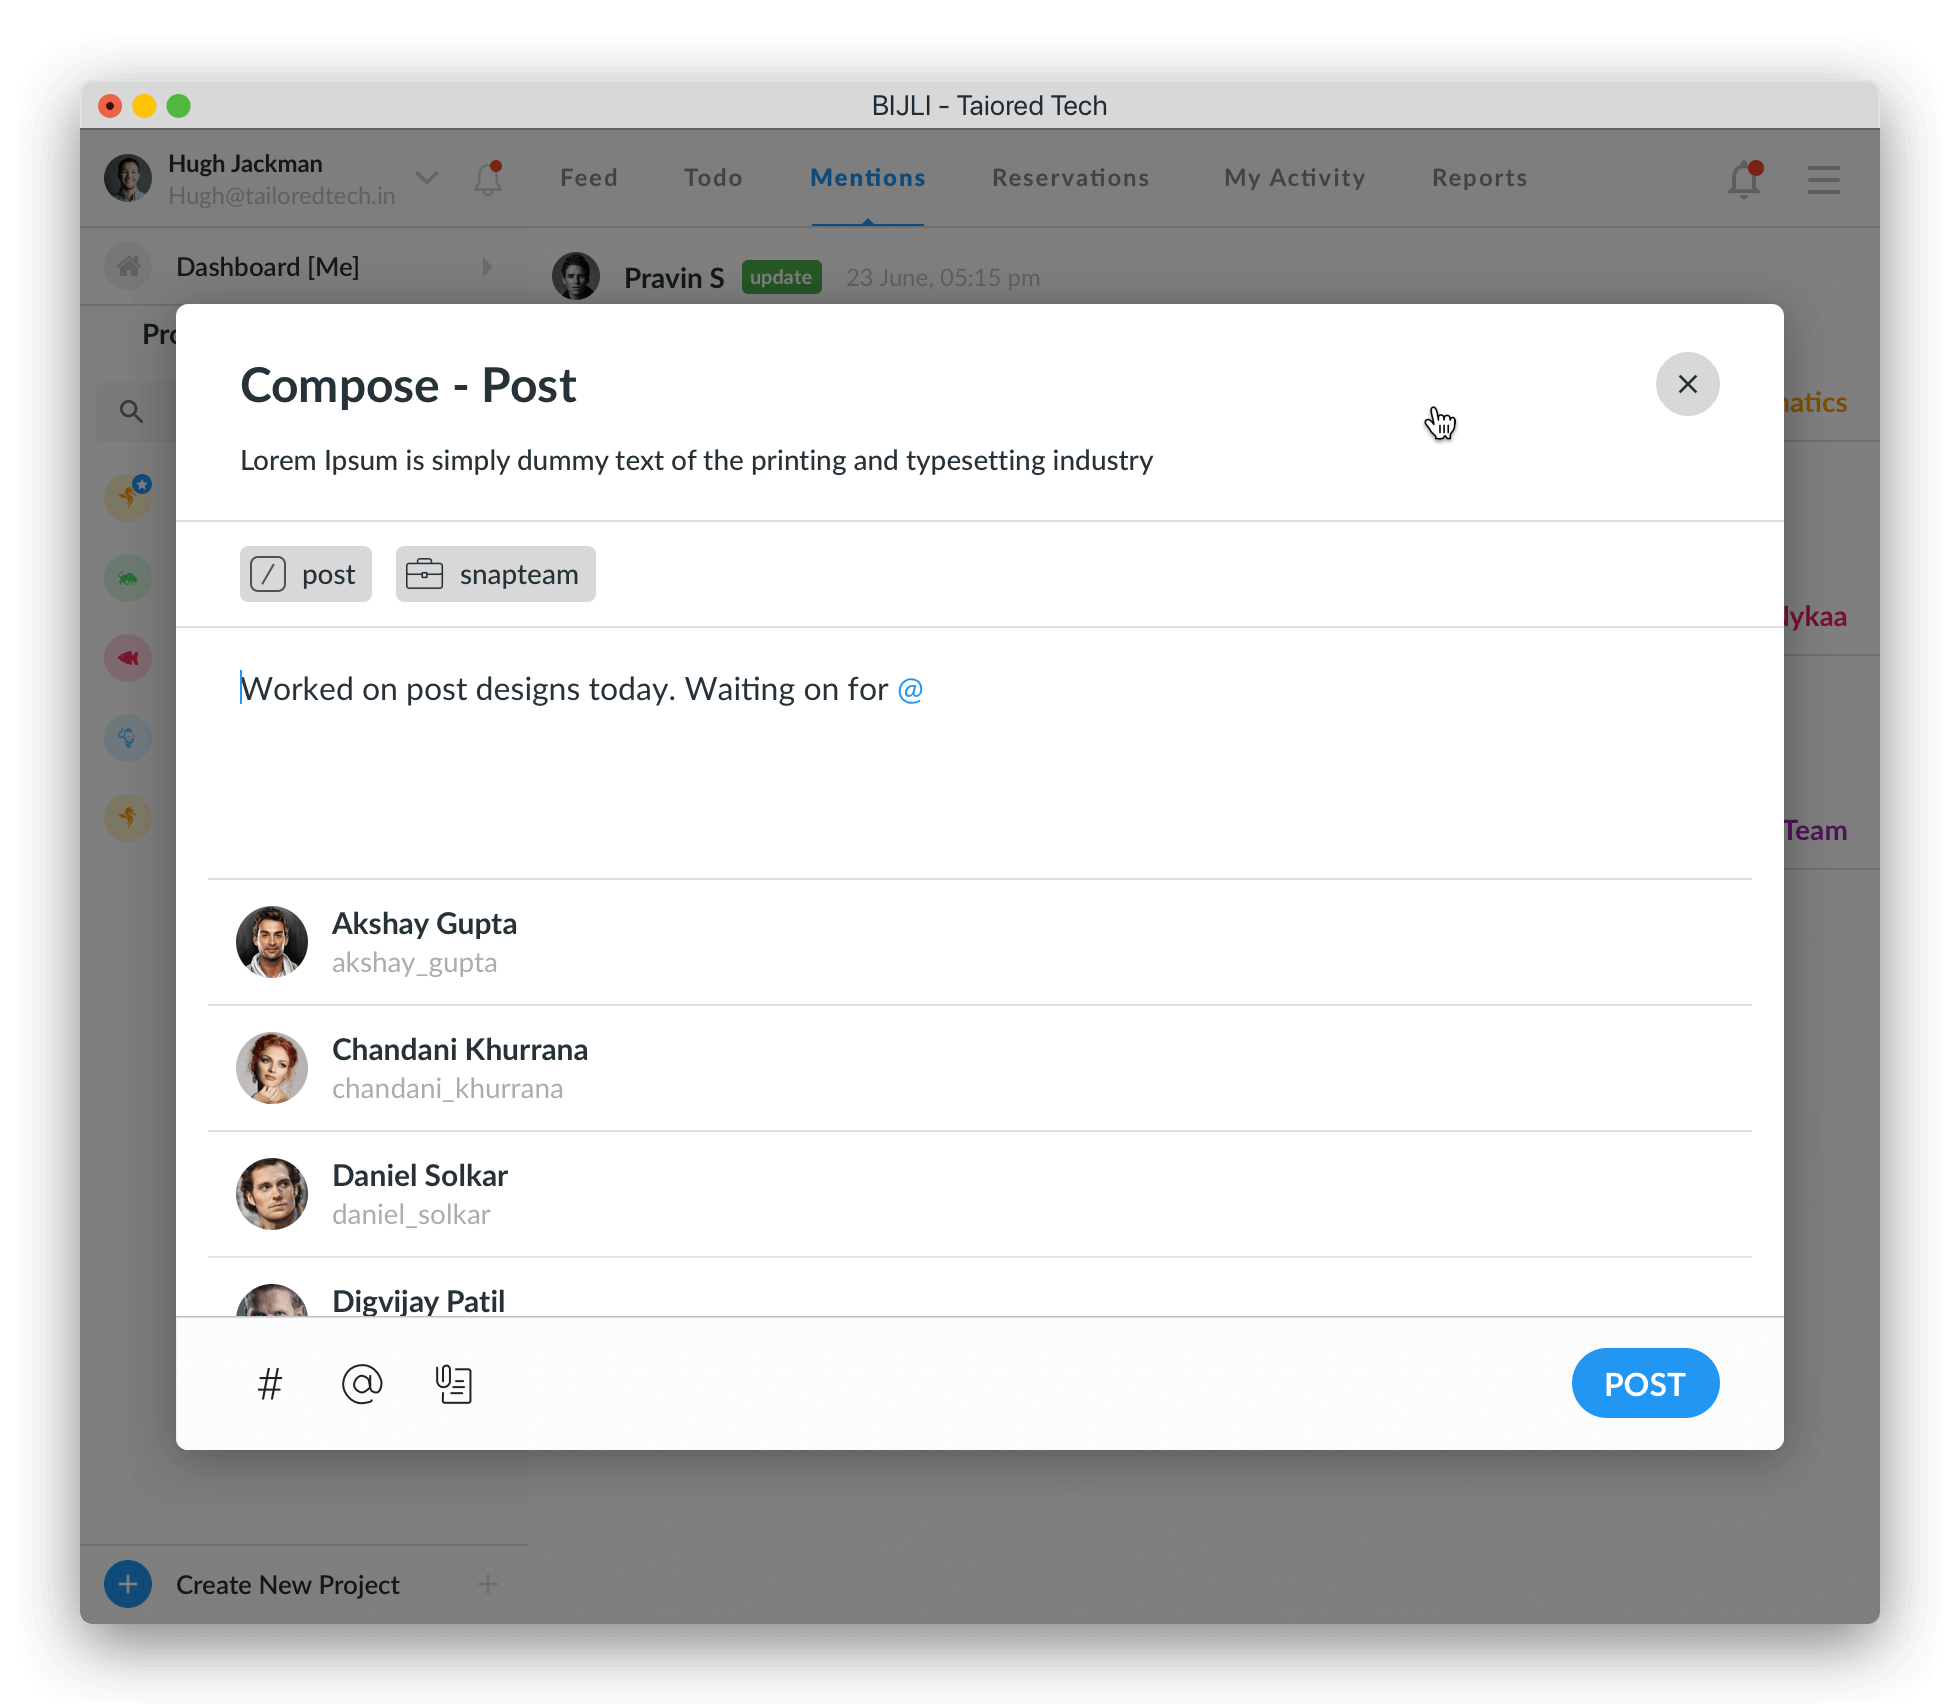 BIJLI - Taiored Tech
Hugh Jackman
Hugh@tailoredtech.in
Feed Todo Mentions Reservations My Activity Reports
Dashboard [Me]
Pravin S update 23 June, 05:15 pm
Compose - Post
Lorem Ipsum is simply dummy text of the printing and typesetting industry
/ post snapteam
Worked on post designs today. Waiting on for @
Akshay Gupta
akshay_gupta
Chandani Khurrana
chandani_khurrana
Daniel Solkar
daniel_solkar
Digvijay Patil
# @ POST
Team
Create New Project